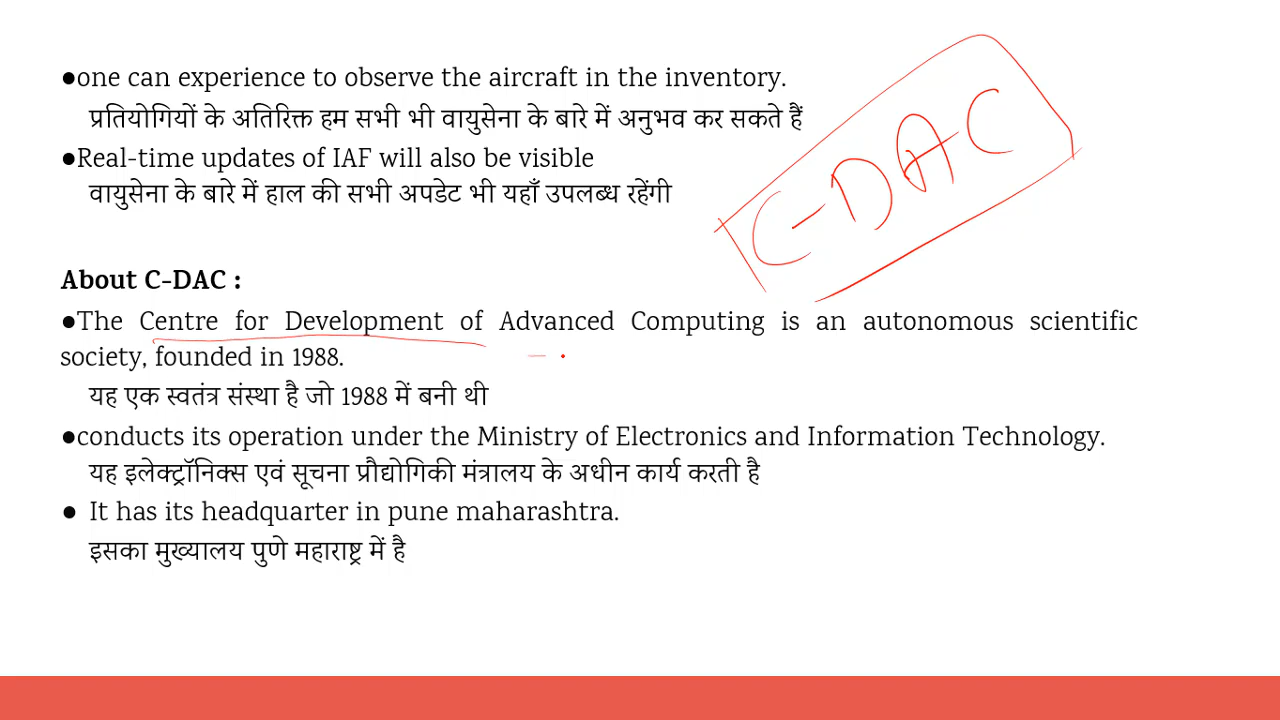 ●one can experience to observe the aircraft in the inventory.
प्रतियोगियों के अतिरिक्त हम सभी भी वायुसेना के बारे में अनुभव कर सकते हैं
●Real-time updates of IAF will also be visible
वायुसेना के बारे में हाल की सभी अपडेट भी यहाँ उपलब्ध रहेंगी
C-DAC
About C-DAC :
●The Centre for Development of Advanced Computing is an autonomous scientific
society, founded in 1988.
यह एक स्वतंत्र संस्था है जो 1988 में बनी थी
●conducts its operation under the Ministry of Electronics and Information Technology.
यह इलेक्ट्रॉनिक्स एवं सूचना प्रौद्योगिकी मंत्रालय के अधीन कार्य करती है
● It has its headquarter in pune maharashtra.
इसका मुख्यालय पुणे महाराष्ट्र में है